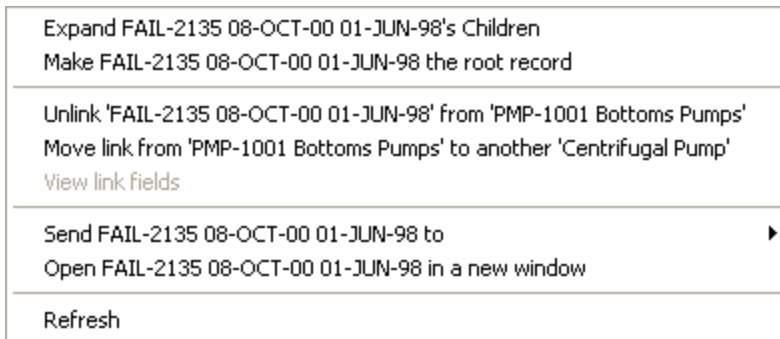 Expand FAIL-2135 08-OCT-00 01-JUN-98's Children
Make FAIL-2135 08-OCT-00 01-JUN-98 the root record
Unlink 'FAIL-2135 08-OCT-00 01-JUN-98' from 'PMP-1001 Bottoms Pumps'
Move link from 'PMP-1001 Bottoms Pumps' to another 'Centrifugal Pump'
View link fields
Send FAIL-2135 08-OCT-00 01-JUN-98 to
Open FAIL-2135 08-OCT-00 01-JUN-98 in a new window
Refresh